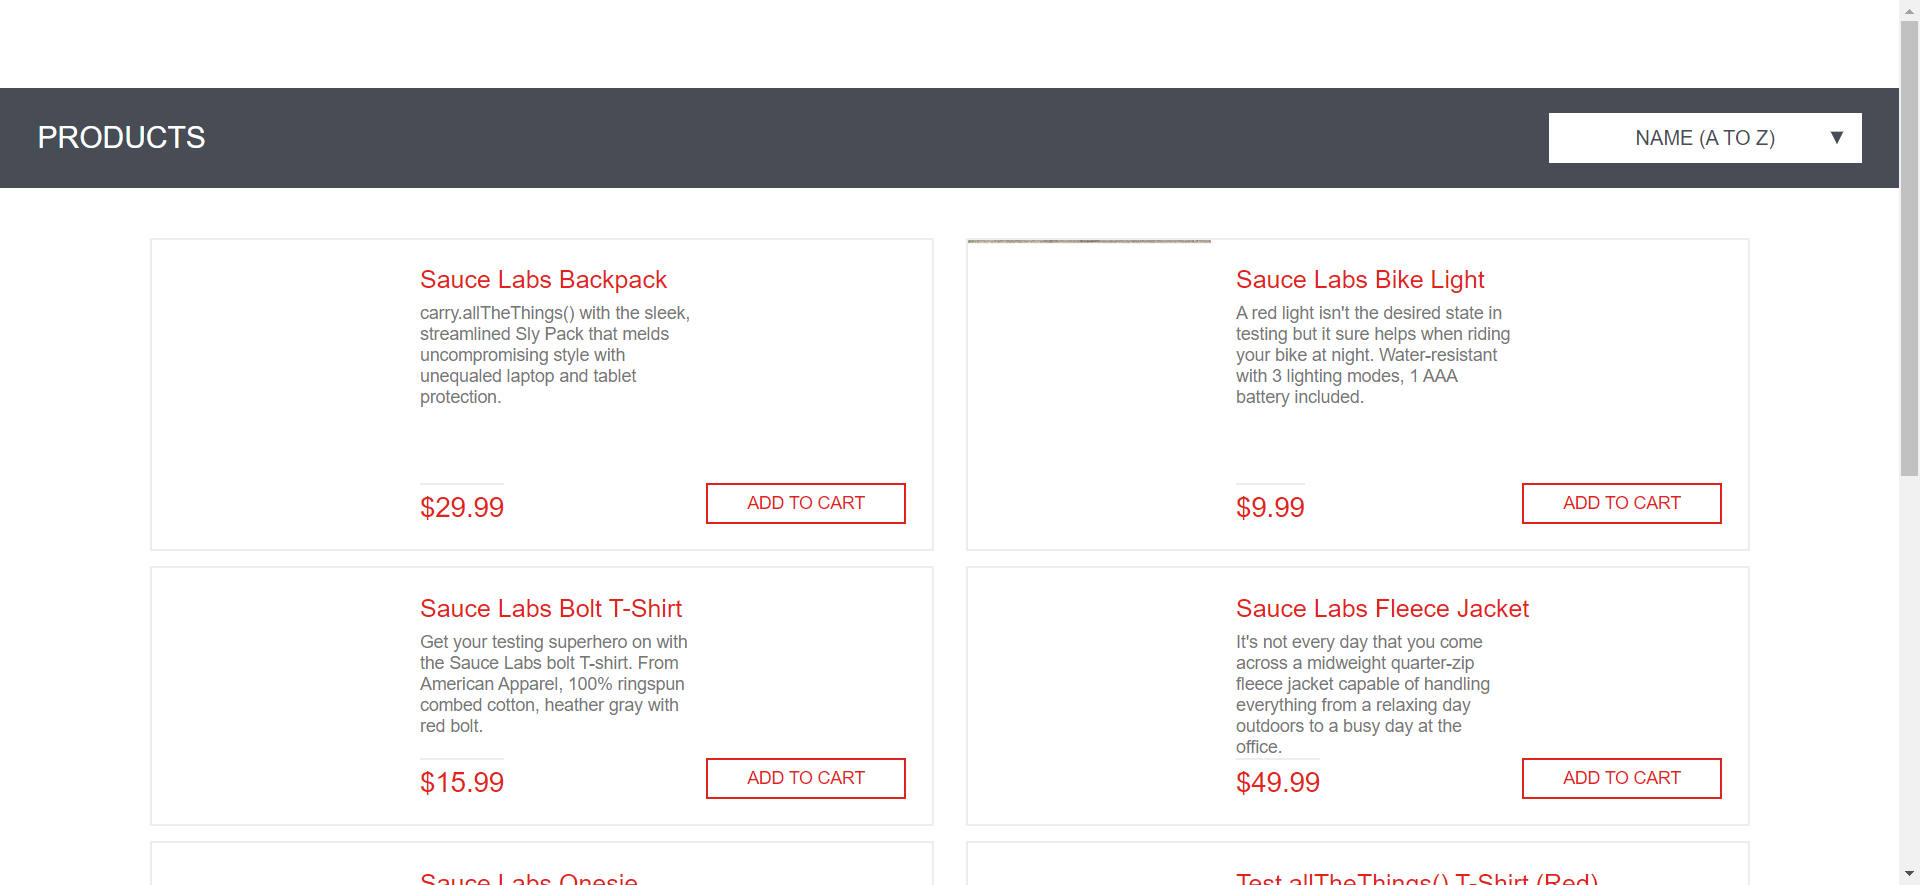 PRODUCTS
NAME (A TO Z) ▼
Sauce Labs Backpack
carry.allTheThings() with the sleek,
streamlined Sly Pack that melds
uncompromising style with
unequaled laptop and tablet
protection.
$29.99
ADD TO CART
Sauce Labs Bike Light
A red light isn't the desired state in
testing but it sure helps when riding
your bike at night. Water-resistant
with 3 lighting modes, 1 AAA
battery included.
$9.99
ADD TO CART
Sauce Labs Bolt T-Shirt
Get your testing superhero on with
the Sauce Labs bolt T-shirt. From
American Apparel, 100% ringspun
combed cotton, heather gray with
red bolt.
$15.99
ADD TO CART
Sauce Labs Fleece Jacket
It's not every day that you come
across a midweight quarter-zip
fleece jacket capable of handling
everything from a relaxing day
outdoors to a busy day at the
office.
$49.99
ADD TO CART
Sauce Labs Onesie
Test.allTheThings() T-Shirt (Red)